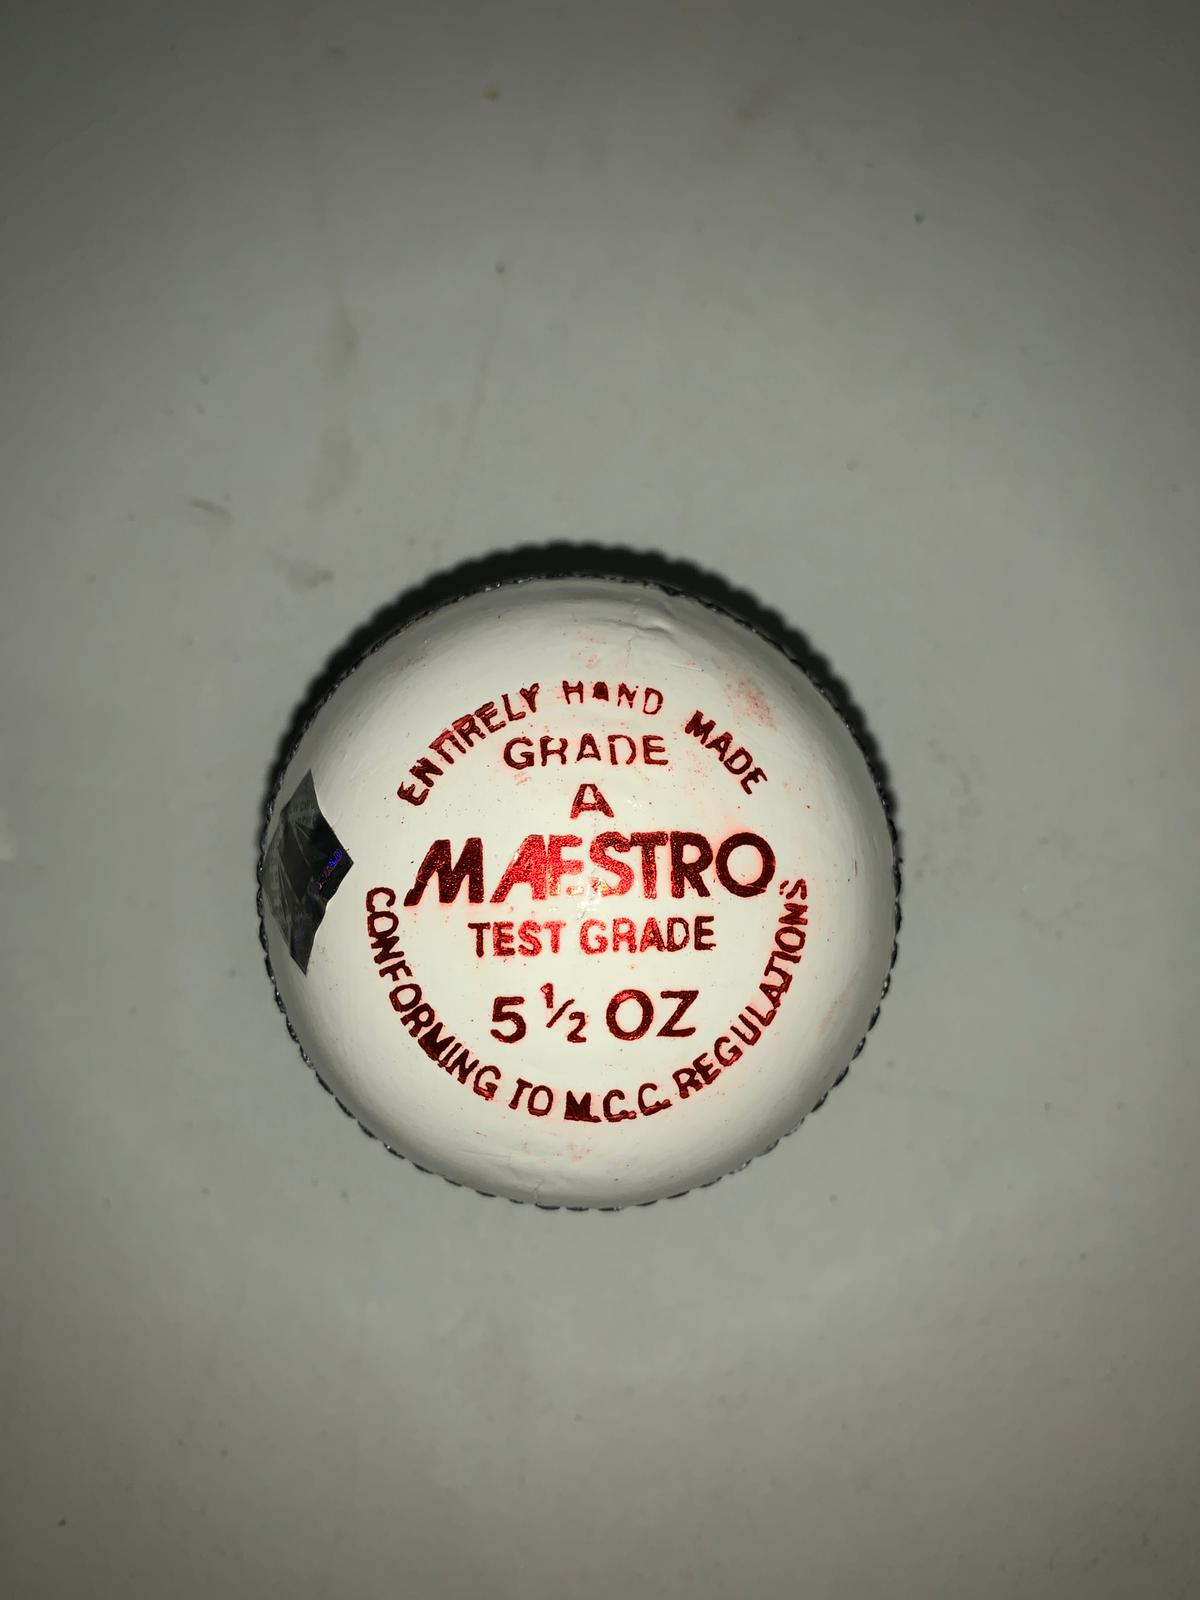 ENTIRELY HAND MADE
GRADE
A
MAESTRO
TEST GRADE
5 ½ OZ
CONFORMING TO M.C.C. REGULATIONS